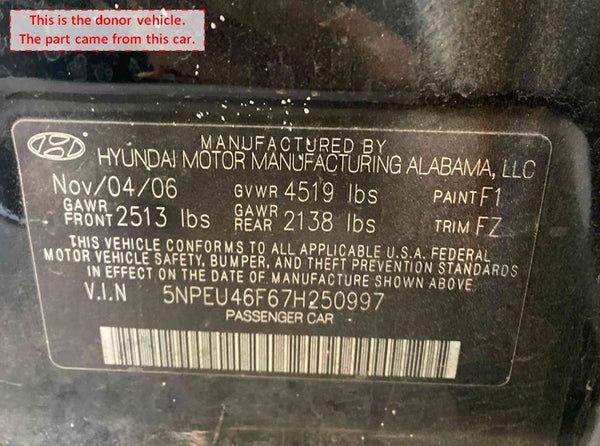 This is the donor vehicle.
The part came from this car.
MANUFACTURED BY
HYUNDAI MOTOR MANUFACTURING ALABAMA, LLC
Nov/04/06 GVWR 4519 lbs PAINT F1
GAWR FRONT 2513 lbs GAWR REAR 2138 lbs TRIM FZ
THIS VEHICLE CONFORMS TO ALL APPLICABLE U.S.A. FEDERAL
MOTOR VEHICLE SAFETY, BUMPER, AND THEFT PREVENTION STANDARDS
IN EFFECT ON THE DATE OF MANUFACTURE SHOWN ABOVE.
V.I.N 5NPEU46F67H250997
PASSENGER CAR